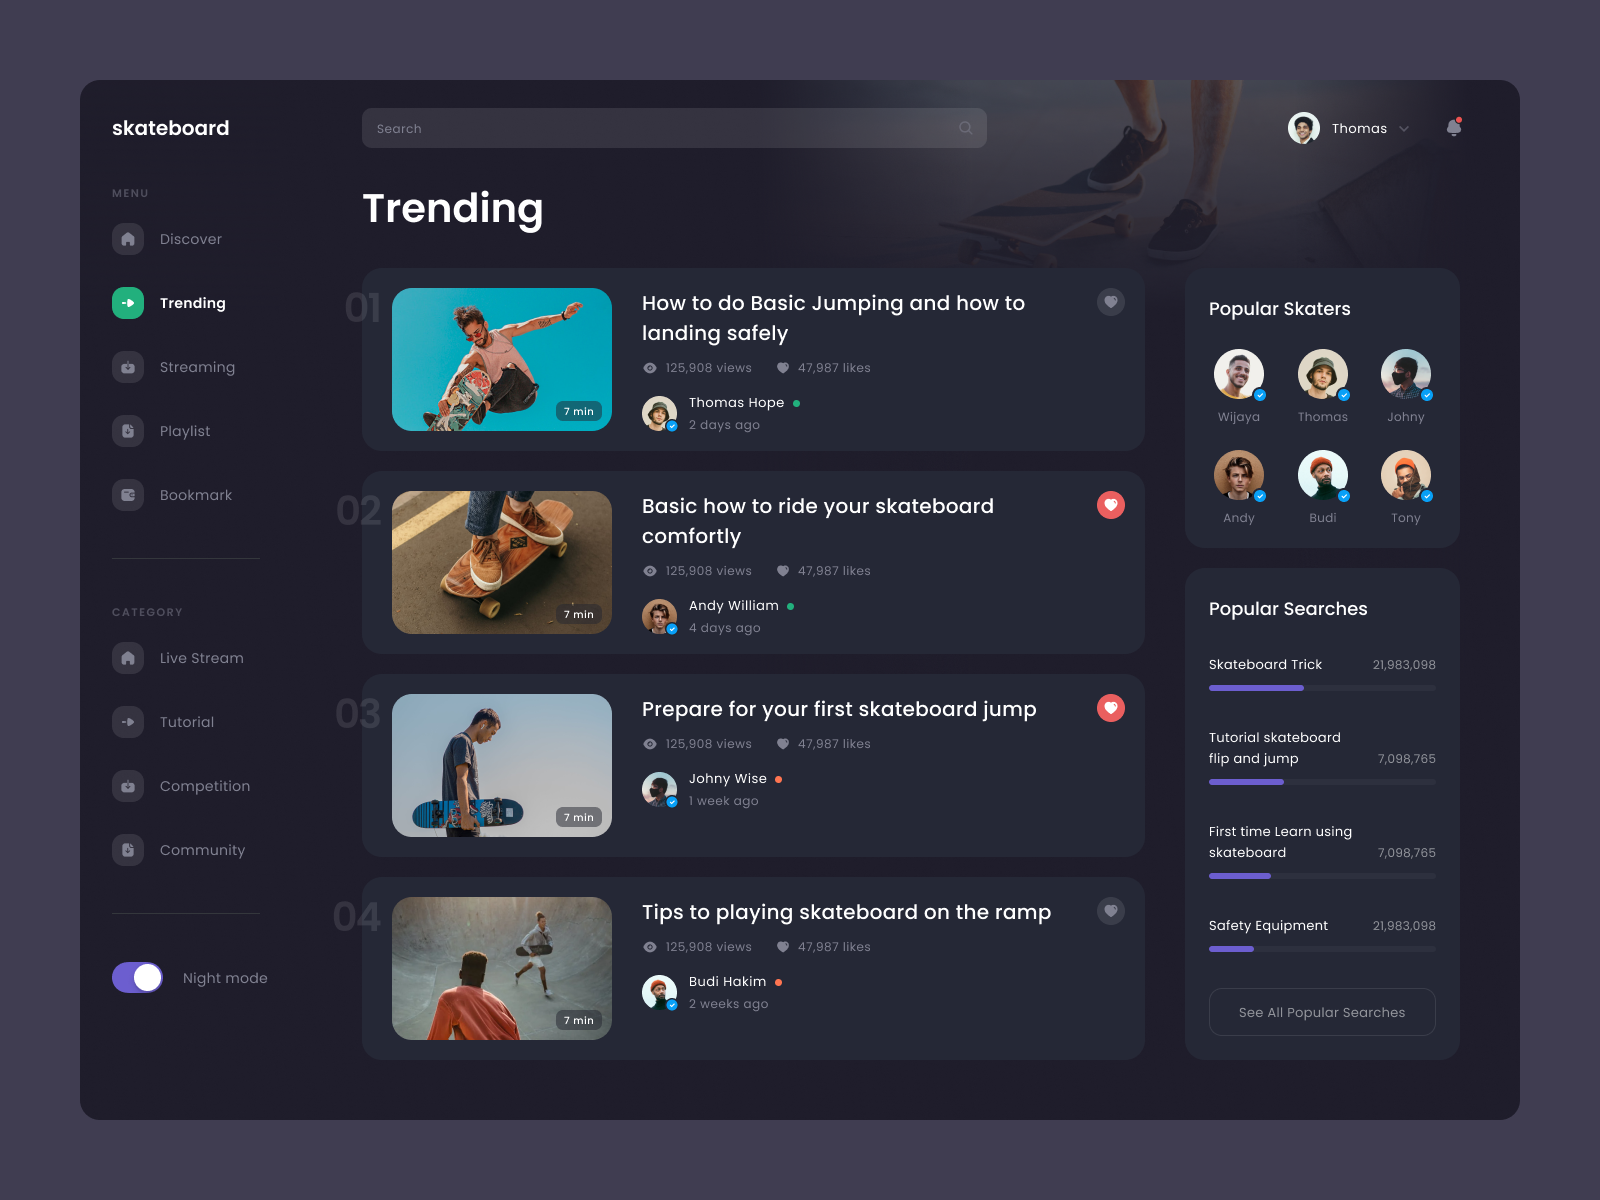 skateboard
Search
Thomas
MENU
Discover
Trending
Streaming
Playlist
Bookmark
CATEGORY
Live Stream
Tutorial
Competition
Community
Night mode
Trending
01
7 min
How to do Basic Jumping and how to
landing safely
125,908 views
47,987 likes
Thomas Hope
2 days ago
02
7 min
Basic how to ride your skateboard
comfortly
125,908 views
47,987 likes
Andy William
4 days ago
03
7 min
Prepare for your first skateboard jump
125,908 views
47,987 likes
Johny Wise
1 week ago
04
7 min
Tips to playing skateboard on the ramp
125,908 views
47,987 likes
Budi Hakim
2 weeks ago
Popular Skaters
Wijaya
Thomas
Johny
Andy
Budi
Tony
Popular Searches
Skateboard Trick
21,983,098
Tutorial skateboard
flip and jump
7,098,765
First time Learn using
skateboard
7,098,765
Safety Equipment
21,983,098
See All Popular Searches